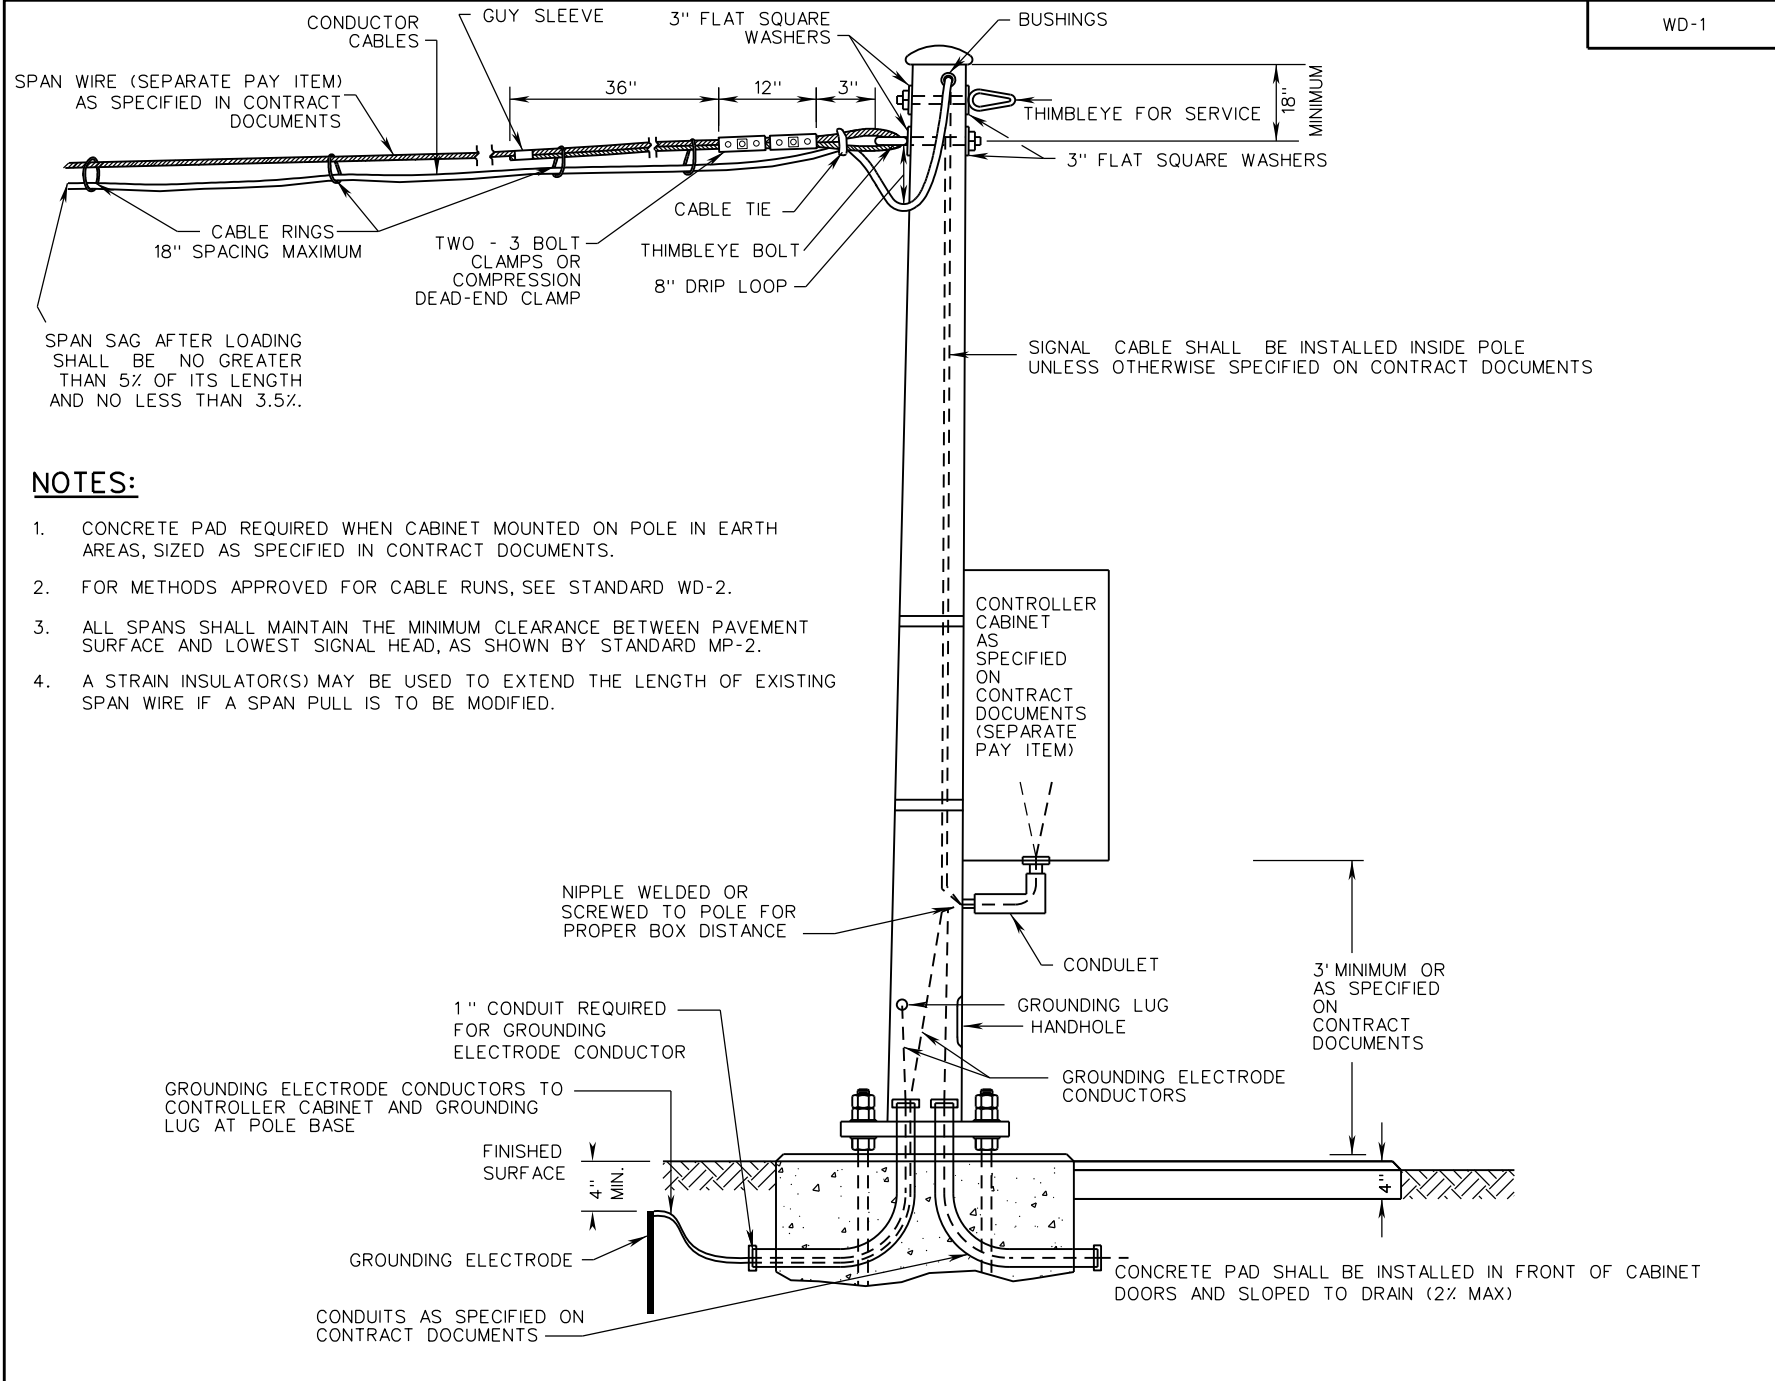 WD-1
CONDUCTOR
CABLES
GUY SLEEVE
3" FLAT SQUARE
WASHERS
BUSHINGS
SPAN WIRE (SEPARATE PAY ITEM)
AS SPECIFIED IN CONTRACT
DOCUMENTS
36"
12"
3"
18"
MINIMUM
THIMBLEYE FOR SERVICE
3" FLAT SQUARE WASHERS
CABLE RINGS
18" SPACING MAXIMUM
TWO - 3 BOLT
CLAMPS OR
COMPRESSION
DEAD-END CLAMP
CABLE TIE
THIMBLEYE BOLT
8" DRIP LOOP
SPAN SAG AFTER LOADING
SHALL BE NO GREATER
THAN 5% OF ITS LENGTH
AND NO LESS THAN 3.5%.
SIGNAL CABLE SHALL BE INSTALLED INSIDE POLE
UNLESS OTHERWISE SPECIFIED ON CONTRACT DOCUMENTS
NOTES:
1. CONCRETE PAD REQUIRED WHEN CABINET MOUNTED ON POLE IN EARTH
AREAS, SIZED AS SPECIFIED IN CONTRACT DOCUMENTS.
2. FOR METHODS APPROVED FOR CABLE RUNS, SEE STANDARD WD-2.
3. ALL SPANS SHALL MAINTAIN THE MINIMUM CLEARANCE BETWEEN PAVEMENT
SURFACE AND LOWEST SIGNAL HEAD, AS SHOWN BY STANDARD MP-2.
4. A STRAIN INSULATOR(S) MAY BE USED TO EXTEND THE LENGTH OF EXISTING
SPAN WIRE IF A SPAN PULL IS TO BE MODIFIED.
CONTROLLER
CABINET
AS
SPECIFIED
ON
CONTRACT
DOCUMENTS
(SEPARATE
PAY ITEM)
NIPPLE WELDED OR
SCREWED TO POLE FOR
PROPER BOX DISTANCE
CONDULET
3' MINIMUM OR
AS SPECIFIED
ON
CONTRACT
DOCUMENTS
1" CONDUIT REQUIRED
FOR GROUNDING
ELECTRODE CONDUCTOR
GROUNDING LUG
HANDHOLE
GROUNDING ELECTRODE
CONDUCTORS
GROUNDING ELECTRODE CONDUCTORS TO
CONTROLLER CABINET AND GROUNDING
LUG AT POLE BASE
FINISHED
SURFACE
4"
MIN.
4"
GROUNDING ELECTRODE
CONCRETE PAD SHALL BE INSTALLED IN FRONT OF CABINET
DOORS AND SLOPED TO DRAIN (2% MAX)
CONDUITS AS SPECIFIED ON
CONTRACT DOCUMENTS